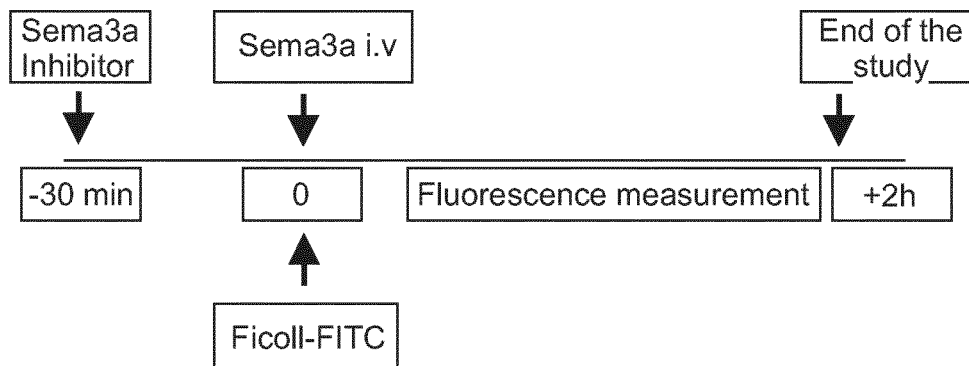 Sema3a
Inhibitor
Sema3a i.v
End of the
study
-30 min
0
Fluorescence measurement
+2h
Ficoll-FITC